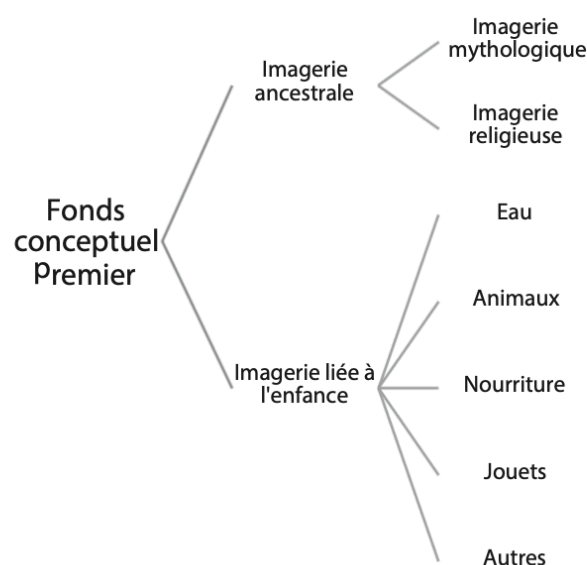 Fonds
conceptuel
premier
Imagerie
ancestrale
Imagerie
mythologique
Imagerie
religieuse
Imagerie liée à
l'enfance
Eau
Animaux
Nourriture
Jouets
Autres